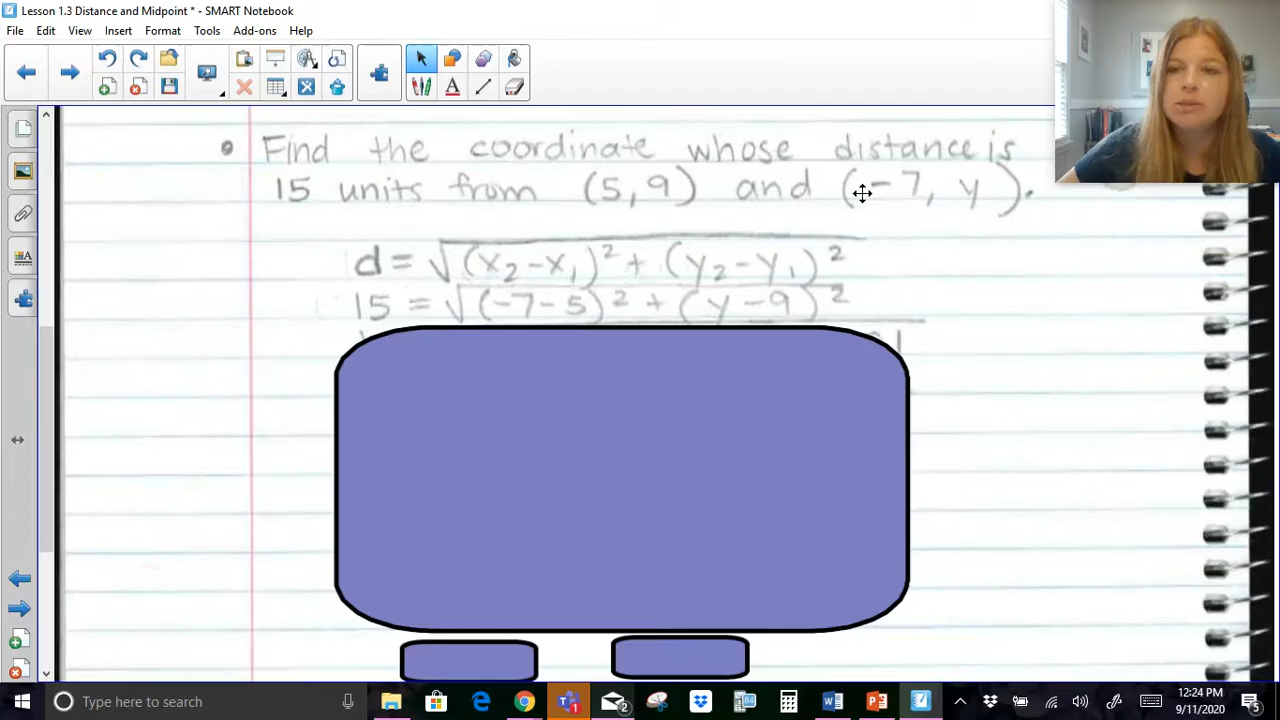 Lesson 1.3 Distance and Midpoint * - SMART Notebook
File Edit View Insert Format Tools Add-ons Help
Find the coordinate whose distance is
15 units from (5,9) and (-7, y).
d = √(x₂-x₁)² + (y₂-y₁)²
15 = √(-7-5)² + (y-9)²
Type here to search
12:24 PM
9/11/2020